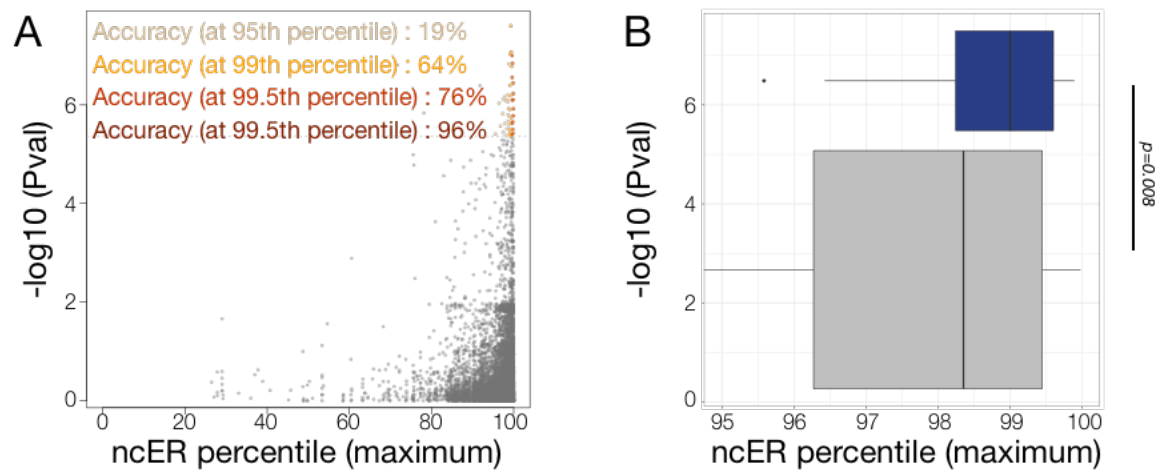 A
Accuracy (at 95th percentile) : 19%
Accuracy (at 99th percentile) : 64%
Accuracy (at 99.5th percentile) : 76%
Accuracy (at 99.5th percentile) : 96%
-log10 (Pval)
6
4
2
0
0 20 40 60 80 100
ncER percentile (maximum)
B
-log10 (Pval)
6
4
2
0
95 96 97 98 99 100
ncER percentile (maximum)
p=0.008